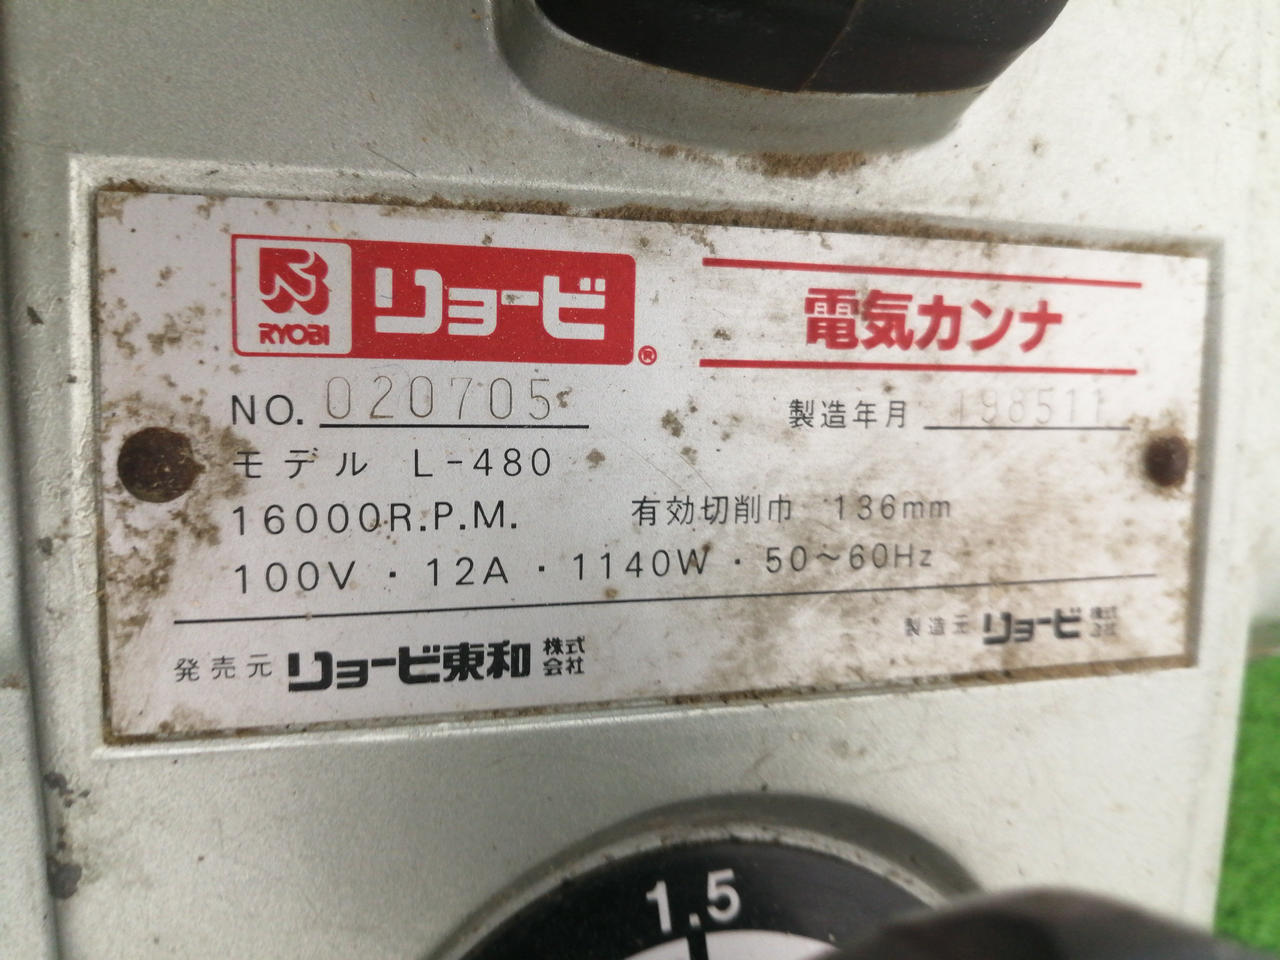 RYOBI リョービ ®
電気カンナ
NO. 020705
製造年月 198511
モデル L-480
16000R.P.M. 有効切削巾 136mm
100V・12A・1140W・50～60Hz
発売元 リョービ東和 株式会社
製造元 リョービ 株式会社
1.5